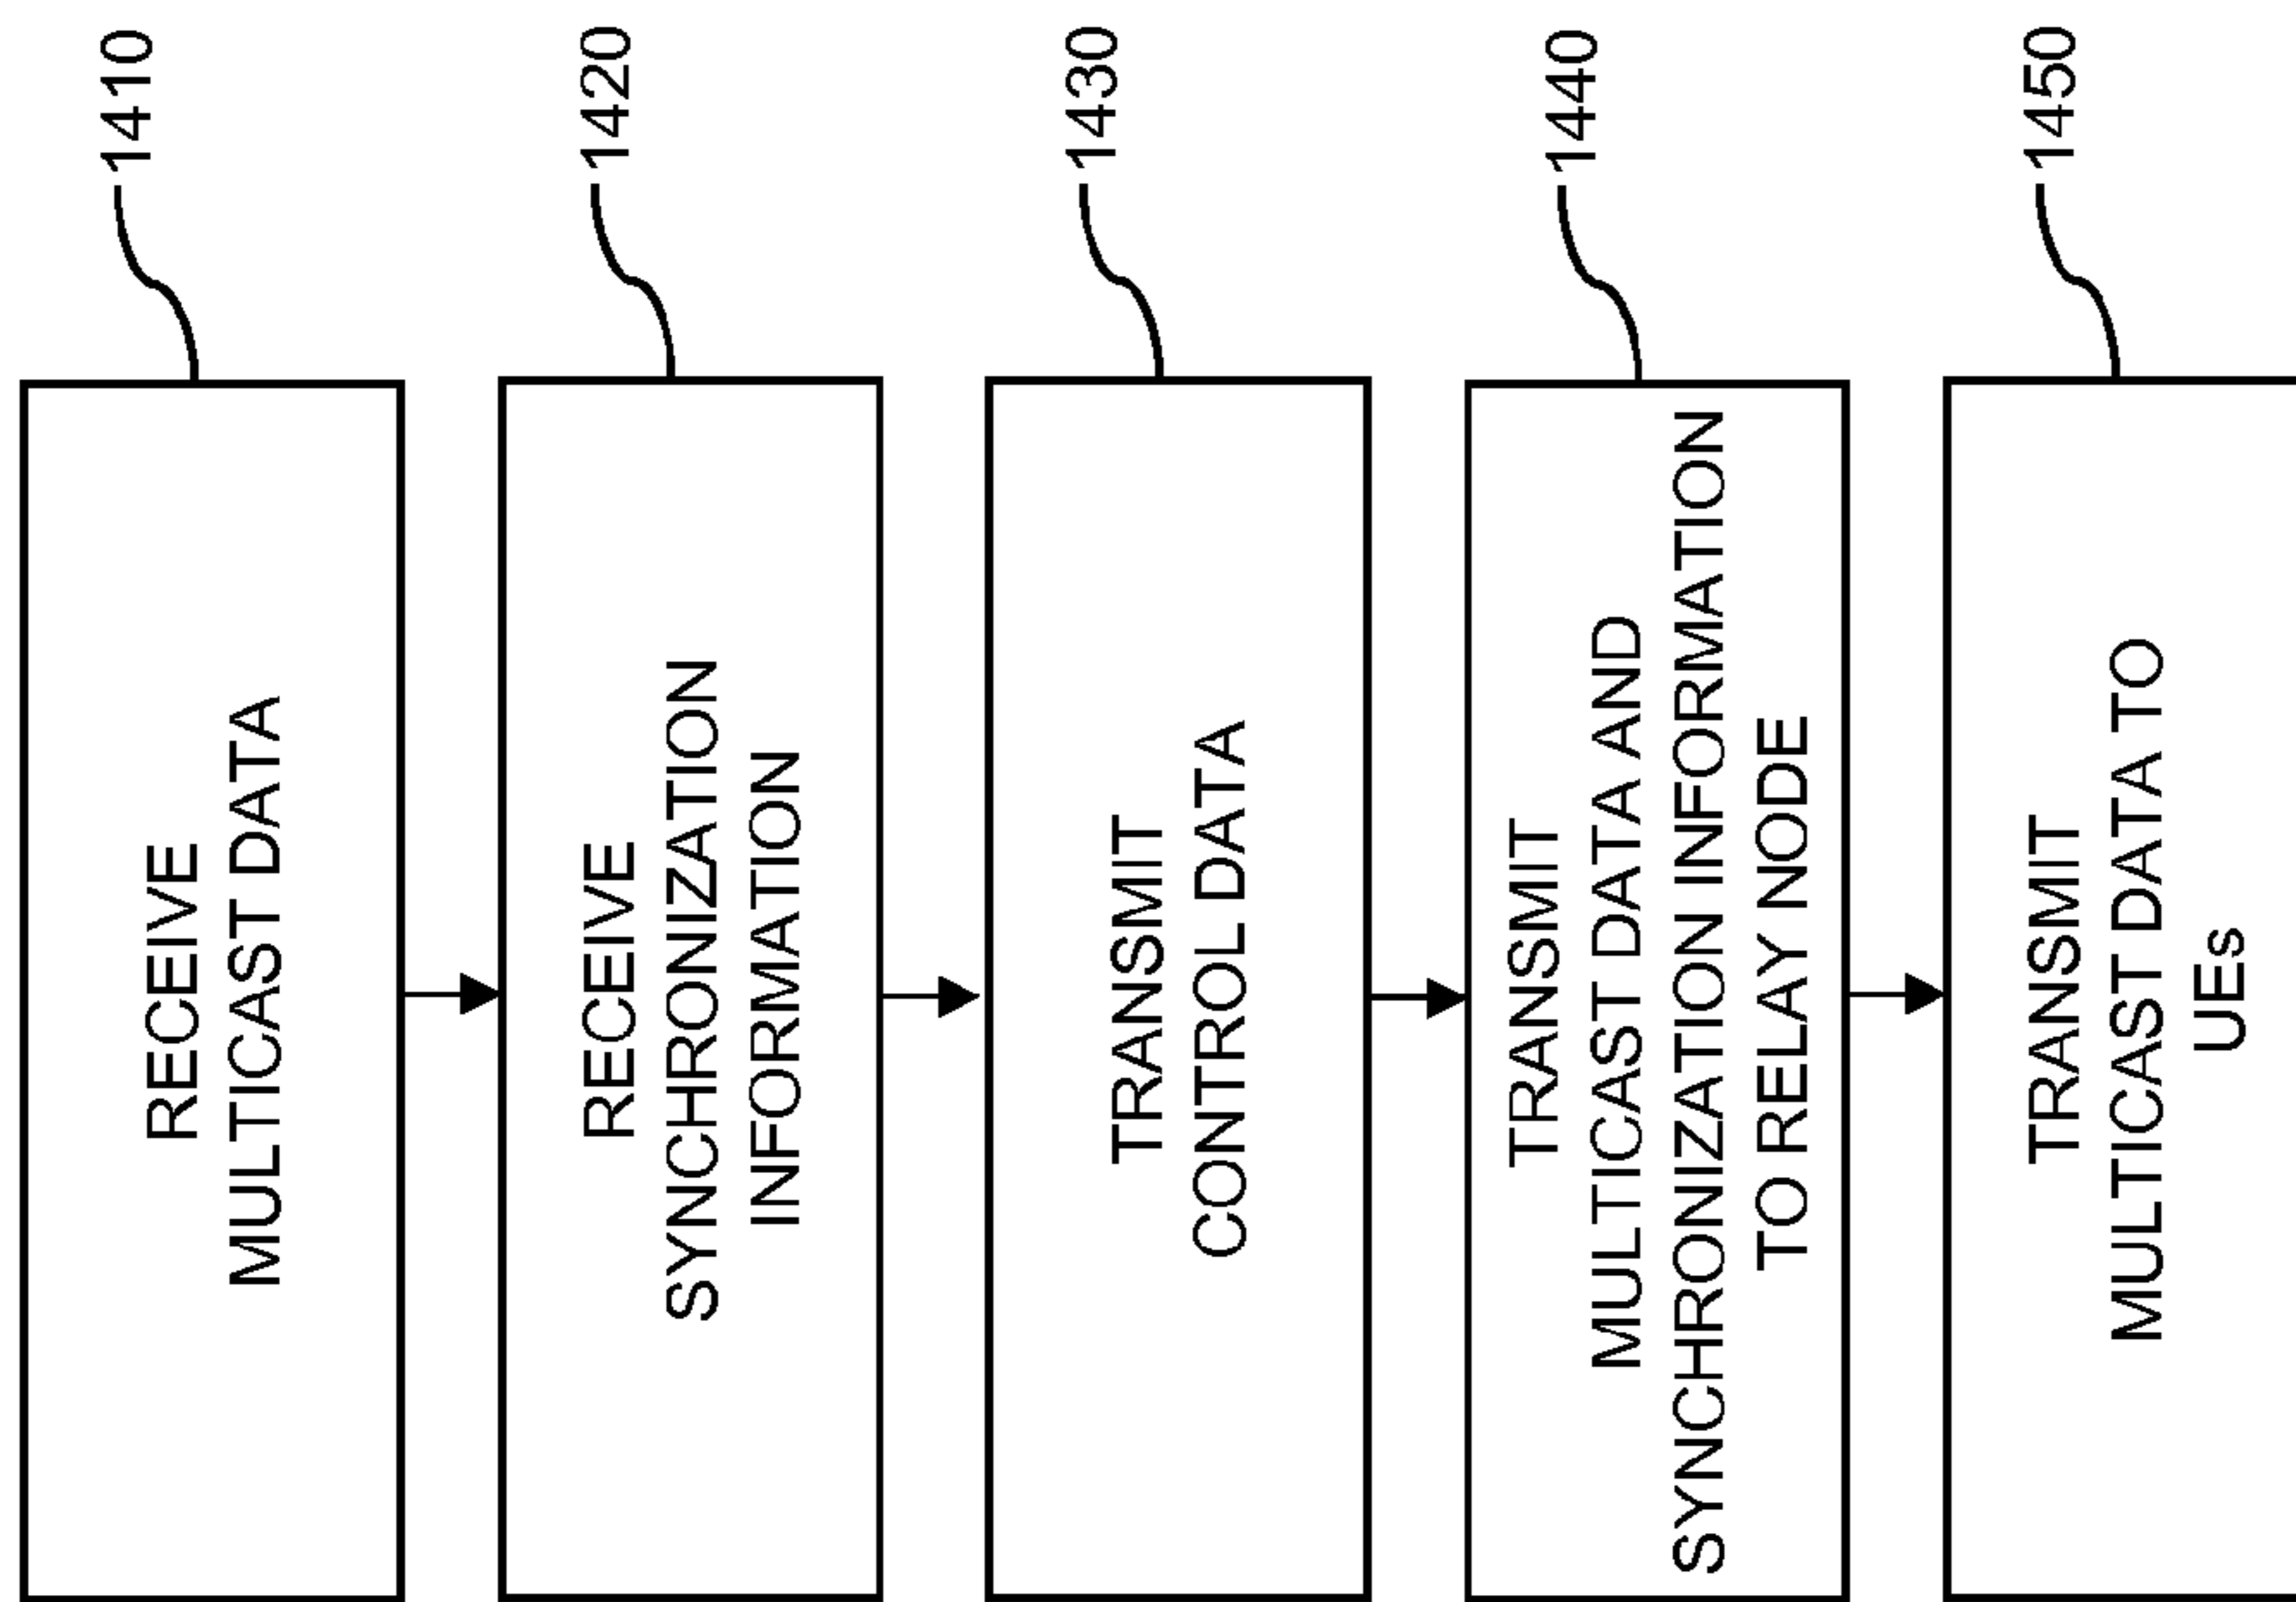 1410
RECEIVE
MULTICAST DATA
1420
RECEIVE
SYNCHRONIZATION
INFORMATION
1430
TRANSMIT
CONTROL DATA
1440
TRANSMIT
MULTICAST DATA AND
SYNCHRONIZATION INFORMATION
TO RELAY NODE
1450
TRANSMIT
MULTICAST DATA TO
UEs